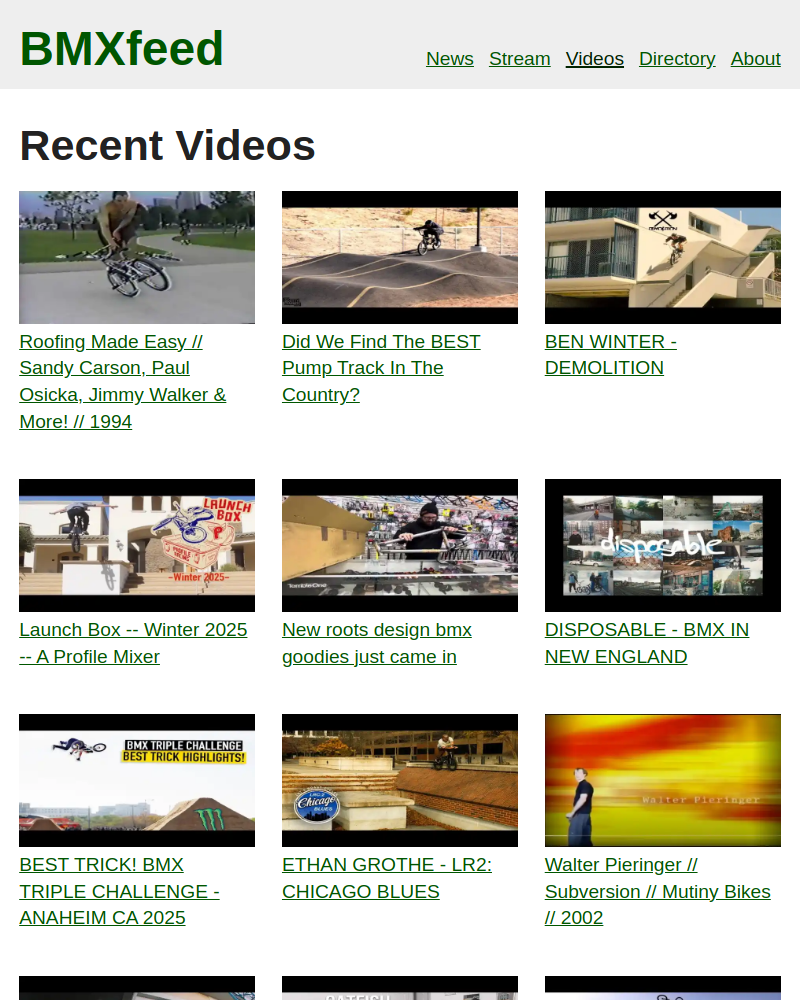 BMXfeed
News Stream Videos Directory About
Recent Videos
DEMOLITION
Roofing Made Easy //
Sandy Carson, Paul
Osicka, Jimmy Walker &
More! // 1994
Did We Find The BEST
Pump Track In The
Country?
BEN WINTER -
DEMOLITION
LAUNCH
BOX
~Winter 2025~
TerribleOne
disposable
Launch Box -- Winter 2025
-- A Profile Mixer
New roots design bmx
goodies just came in
DISPOSABLE - BMX IN
NEW ENGLAND
BMX TRIPLE CHALLENGE
BEST TRICK HIGHLIGHTS!
Chicago
BLUES
Walter Pieringer
BEST TRICK! BMX
TRIPLE CHALLENGE -
ANAHEIM CA 2025
ETHAN GROTHE - LR2:
CHICAGO BLUES
Walter Pieringer //
Subversion // Mutiny Bikes
// 2002